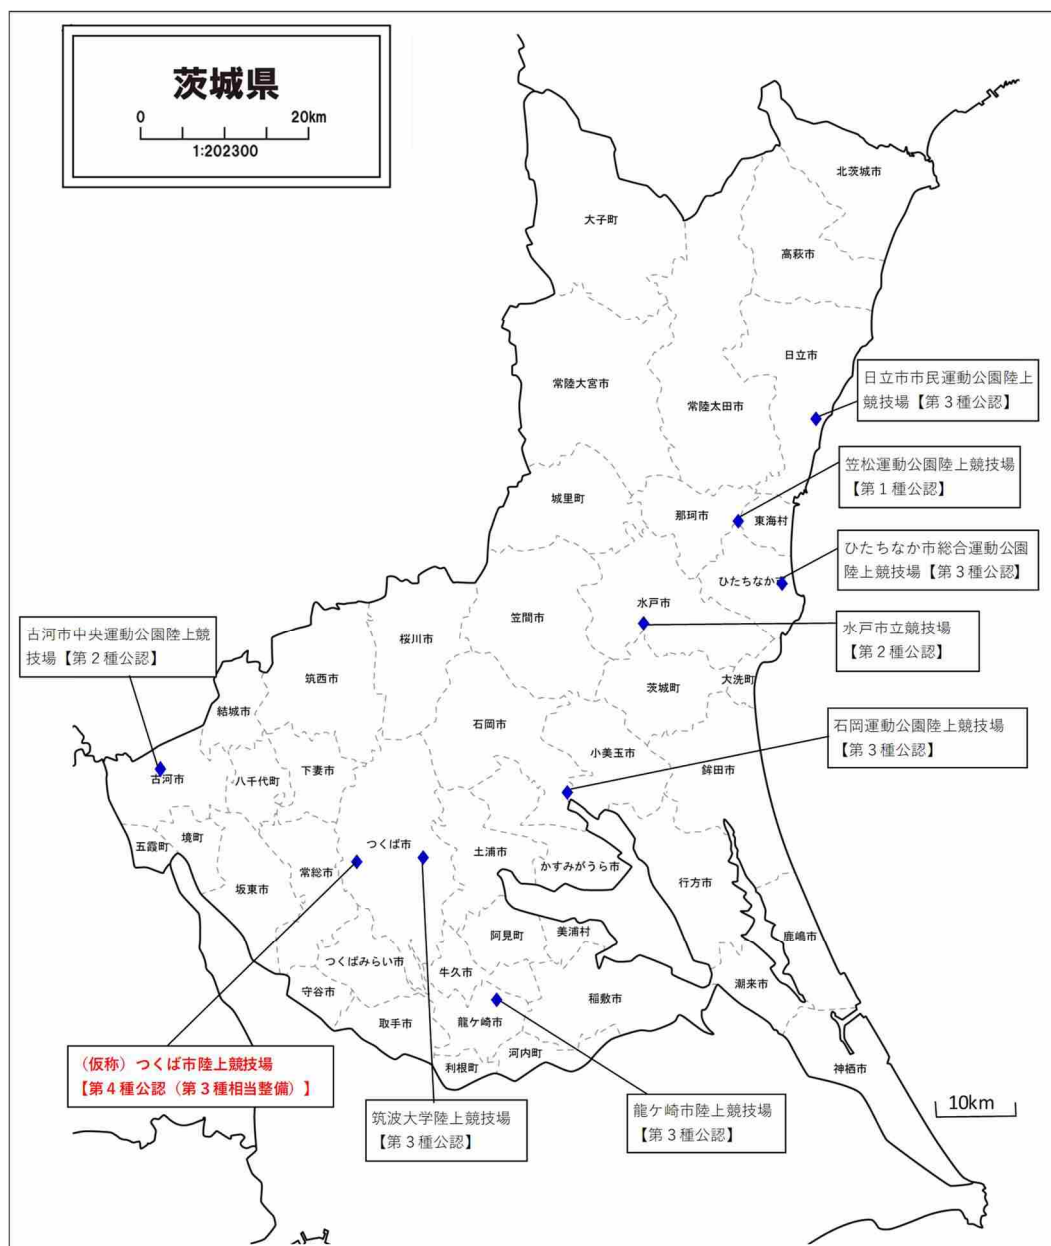 茨城県
0 20km
1:202300
北茨城市
大子町
高萩市
日立市
常陸大宮市
常陸太田市
日立市市民運動公園陸上
競技場【第3種公認】
笠松運動公園陸上競技場
【第1種公認】
城里町
那珂市
東海村
ひたちなか市総合運動公園
陸上競技場【第3種公認】
ひたちなか市
水戸市
笠間市
水戸市立競技場
【第2種公認】
古河市中央運動公園陸上競
技場【第2種公認】
桜川市
筑西市
茨城町
大洗町
結城市
石岡市
石岡運動公園陸上競技場
【第3種公認】
小美玉市
鉾田市
古河市
八千代町
下妻市
五霞町
境町
つくば市
土浦市
かすみがうら市
坂東市
常総市
行方市
阿見町
美浦村
鹿嶋市
つくばみらい市
牛久市
潮来市
守谷市
稲敷市
取手市
龍ケ崎市
河内町
利根町
神栖市
(仮称)つくば市陸上競技場
【第4種公認(第3種相当整備)】
筑波大学陸上競技場
【第3種公認】
龍ケ崎市陸上競技場
【第3種公認】
10km